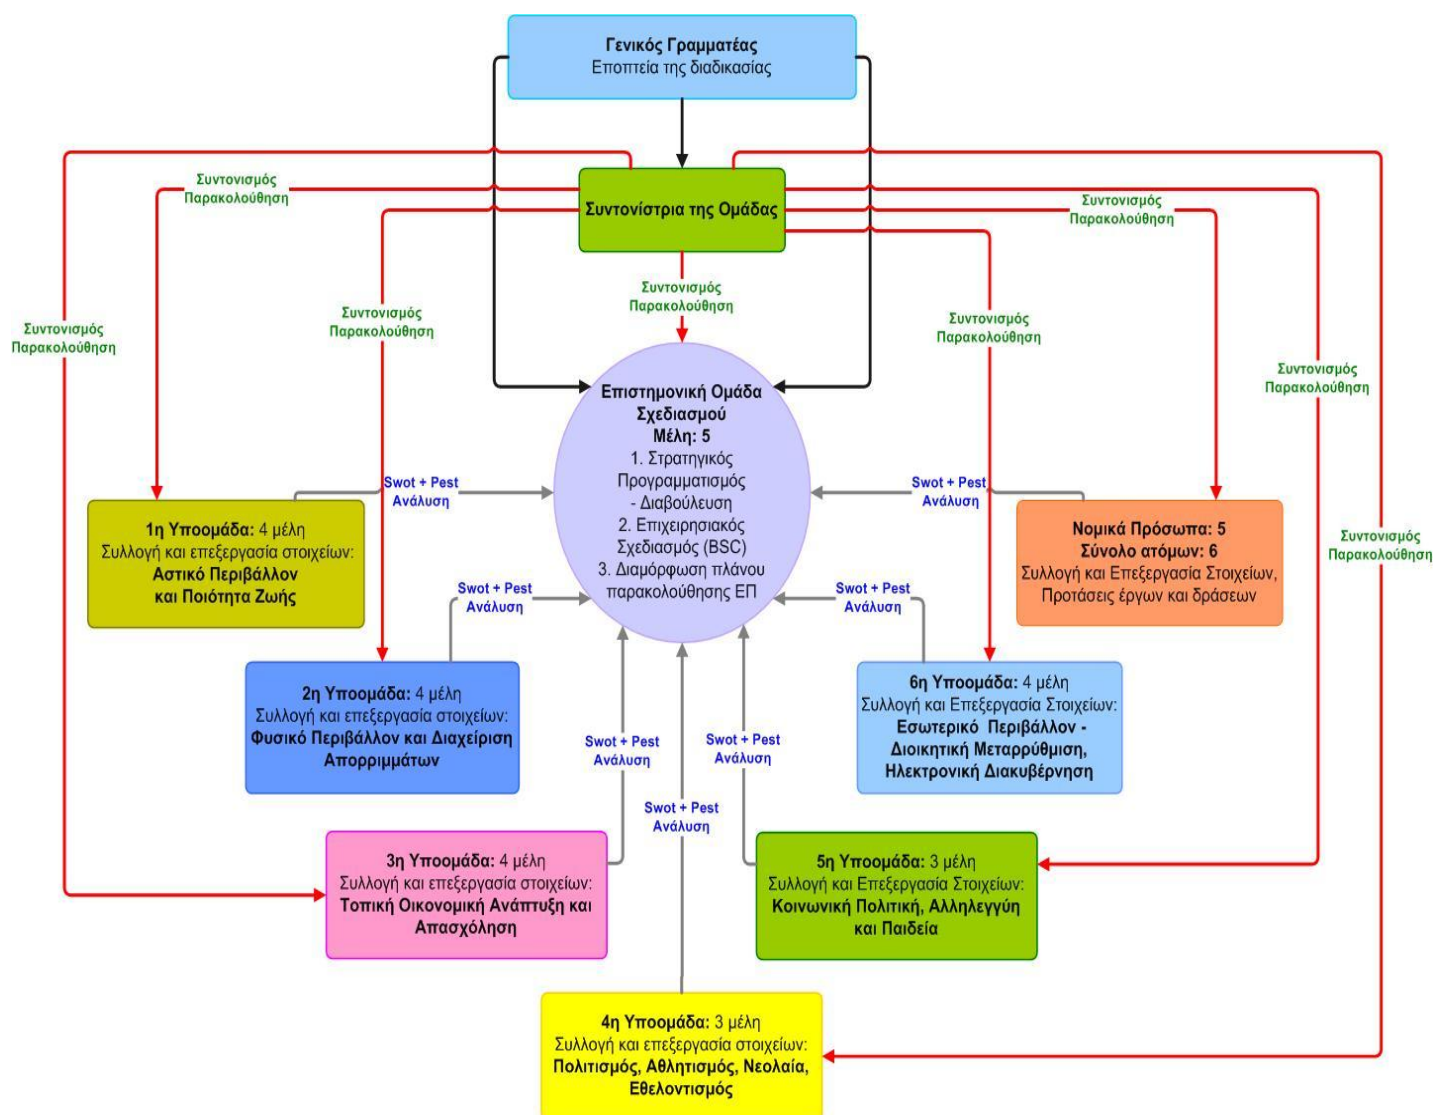 Γενικός Γραμματέας
Εποπτεία της διαδικασίας
Συντονίστρια της Ομάδας
Συντονισμός
Παρακολούθηση
Συντονισμός
Παρακολούθηση
Συντονισμός
Παρακολούθηση
Συντονισμός
Παρακολούθηση
Συντονισμός
Παρακολούθηση
Συντονισμός
Παρακολούθηση
Συντονισμός
Παρακολούθηση
Συντονισμός
Παρακολούθηση
Επιστημονική Ομάδα
Σχεδιασμού
Μέλη: 5
1. Στρατηγικός
Προγραμματισμός
- Διαβούλευση
2. Επιχειρησιακός
Σχεδιασμός (BSC)
3. Διαμόρφωση πλάνου
παρακολούθησης ΕΠ
Swot + Pest
Ανάλυση
Swot + Pest
Ανάλυση
1η Υποομάδα: 4 μέλη
Συλλογή και επεξεργασία στοιχείων:
Αστικό Περιβάλλον
και Ποιότητα Ζωής
Νομικά Πρόσωπα: 5
Σύνολο ατόμων: 6
Συλλογή και Επεξεργασία Στοιχείων,
Προτάσεις έργων και δράσεων
Swot + Pest
Ανάλυση
Swot + Pest
Ανάλυση
2η Υποομάδα: 4 μέλη
Συλλογή και επεξεργασία στοιχείων:
Φυσικό Περιβάλλον και Διαχείριση
Απορριμμάτων
6η Υποομάδα: 4 μέλη
Συλλογή και Επεξεργασία Στοιχείων:
Εσωτερικό Περιβάλλον -
Διοικητική Μεταρρύθμιση,
Ηλεκτρονική Διακυβέρνηση
Swot + Pest
Ανάλυση
Swot + Pest
Ανάλυση
Swot + Pest
Ανάλυση
3η Υποομάδα: 4 μέλη
Συλλογή και επεξεργασία στοιχείων:
Τοπική Οικονομική Ανάπτυξη και
Απασχόληση
5η Υποομάδα: 3 μέλη
Συλλογή και Επεξεργασία Στοιχείων:
Κοινωνική Πολιτική, Αλληλεγγύη
και Παιδεία
4η Υποομάδα: 3 μέλη
Συλλογή και επεξεργασία στοιχείων:
Πολιτισμός, Αθλητισμός, Νεολαία,
Εθελοντισμός